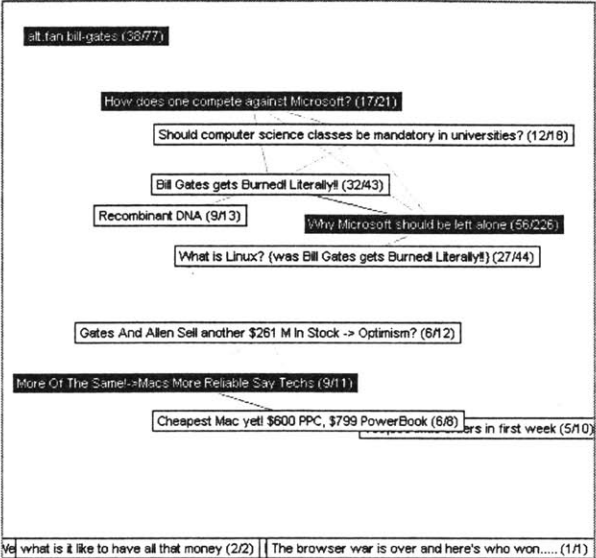 alt.fan.bill-gates (38/77)
How does one compete against Microsoft? (17/21)
Should computer science classes be mandatory in universities? (12/18)
Bill Gates gets Burned! Literally!! (32/43)
Recombinant DNA (9/13)
Why Microsoft should be left alone (56/226)
What is Linux? {was Bill Gates gets Burned! Literally!!} (27/44)
Gates And Allen Sell another $261 M In Stock -> Optimism? (6/12)
More Of The Same!->Macs More Reliable Say Techs (9/11)
Cheapest Mac yet! $600 PPC, $799 PowerBook (6/8)
in first week (5/10)
what is it like to have all that money (2/2)
The browser war is over and here's who won..... (1/1)